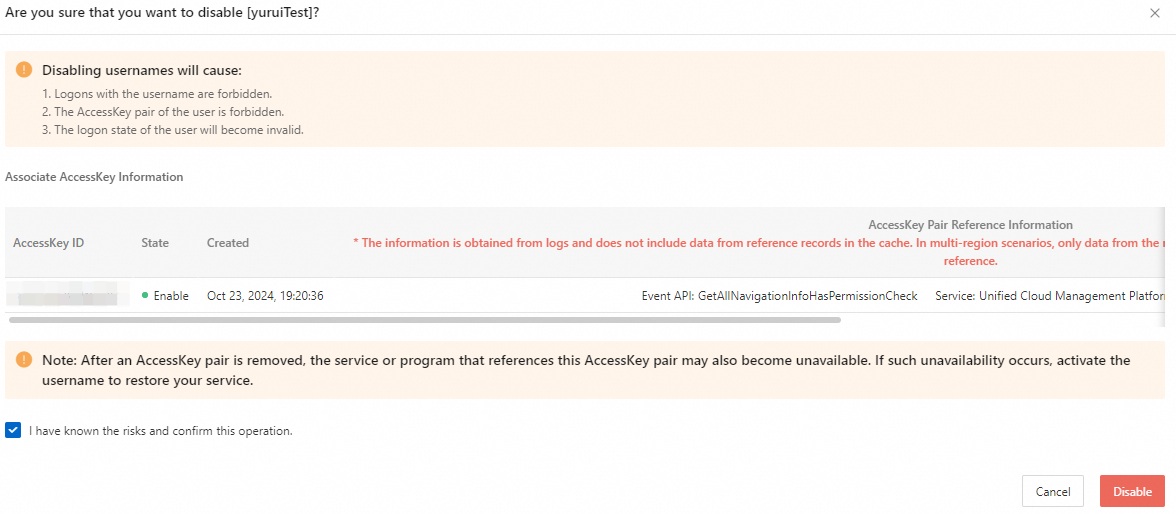 Are you sure that you want to disable [yuruiTest]?
Disabling usernames will cause:
1. Logons with the username are forbidden.
2. The AccessKey pair of the user is forbidden.
3. The logon state of the user will become invalid.
Associate AccessKey Information
AccessKey Pair Reference Information
AccessKey ID State Created * The information is obtained from logs and does not include data from reference records in the cache. In multi-region scenarios, only data from the
reference.
Enable Oct 23, 2024, 19:20:36 Event API: GetAllNavigationInfoHasPermissionCheck Service: Unified Cloud Management Platfor
Note: After an AccessKey pair is removed, the service or program that references this AccessKey pair may also become unavailable. If such unavailability occurs, activate the
username to restore your service.
I have known the risks and confirm this operation.
Cancel Disable